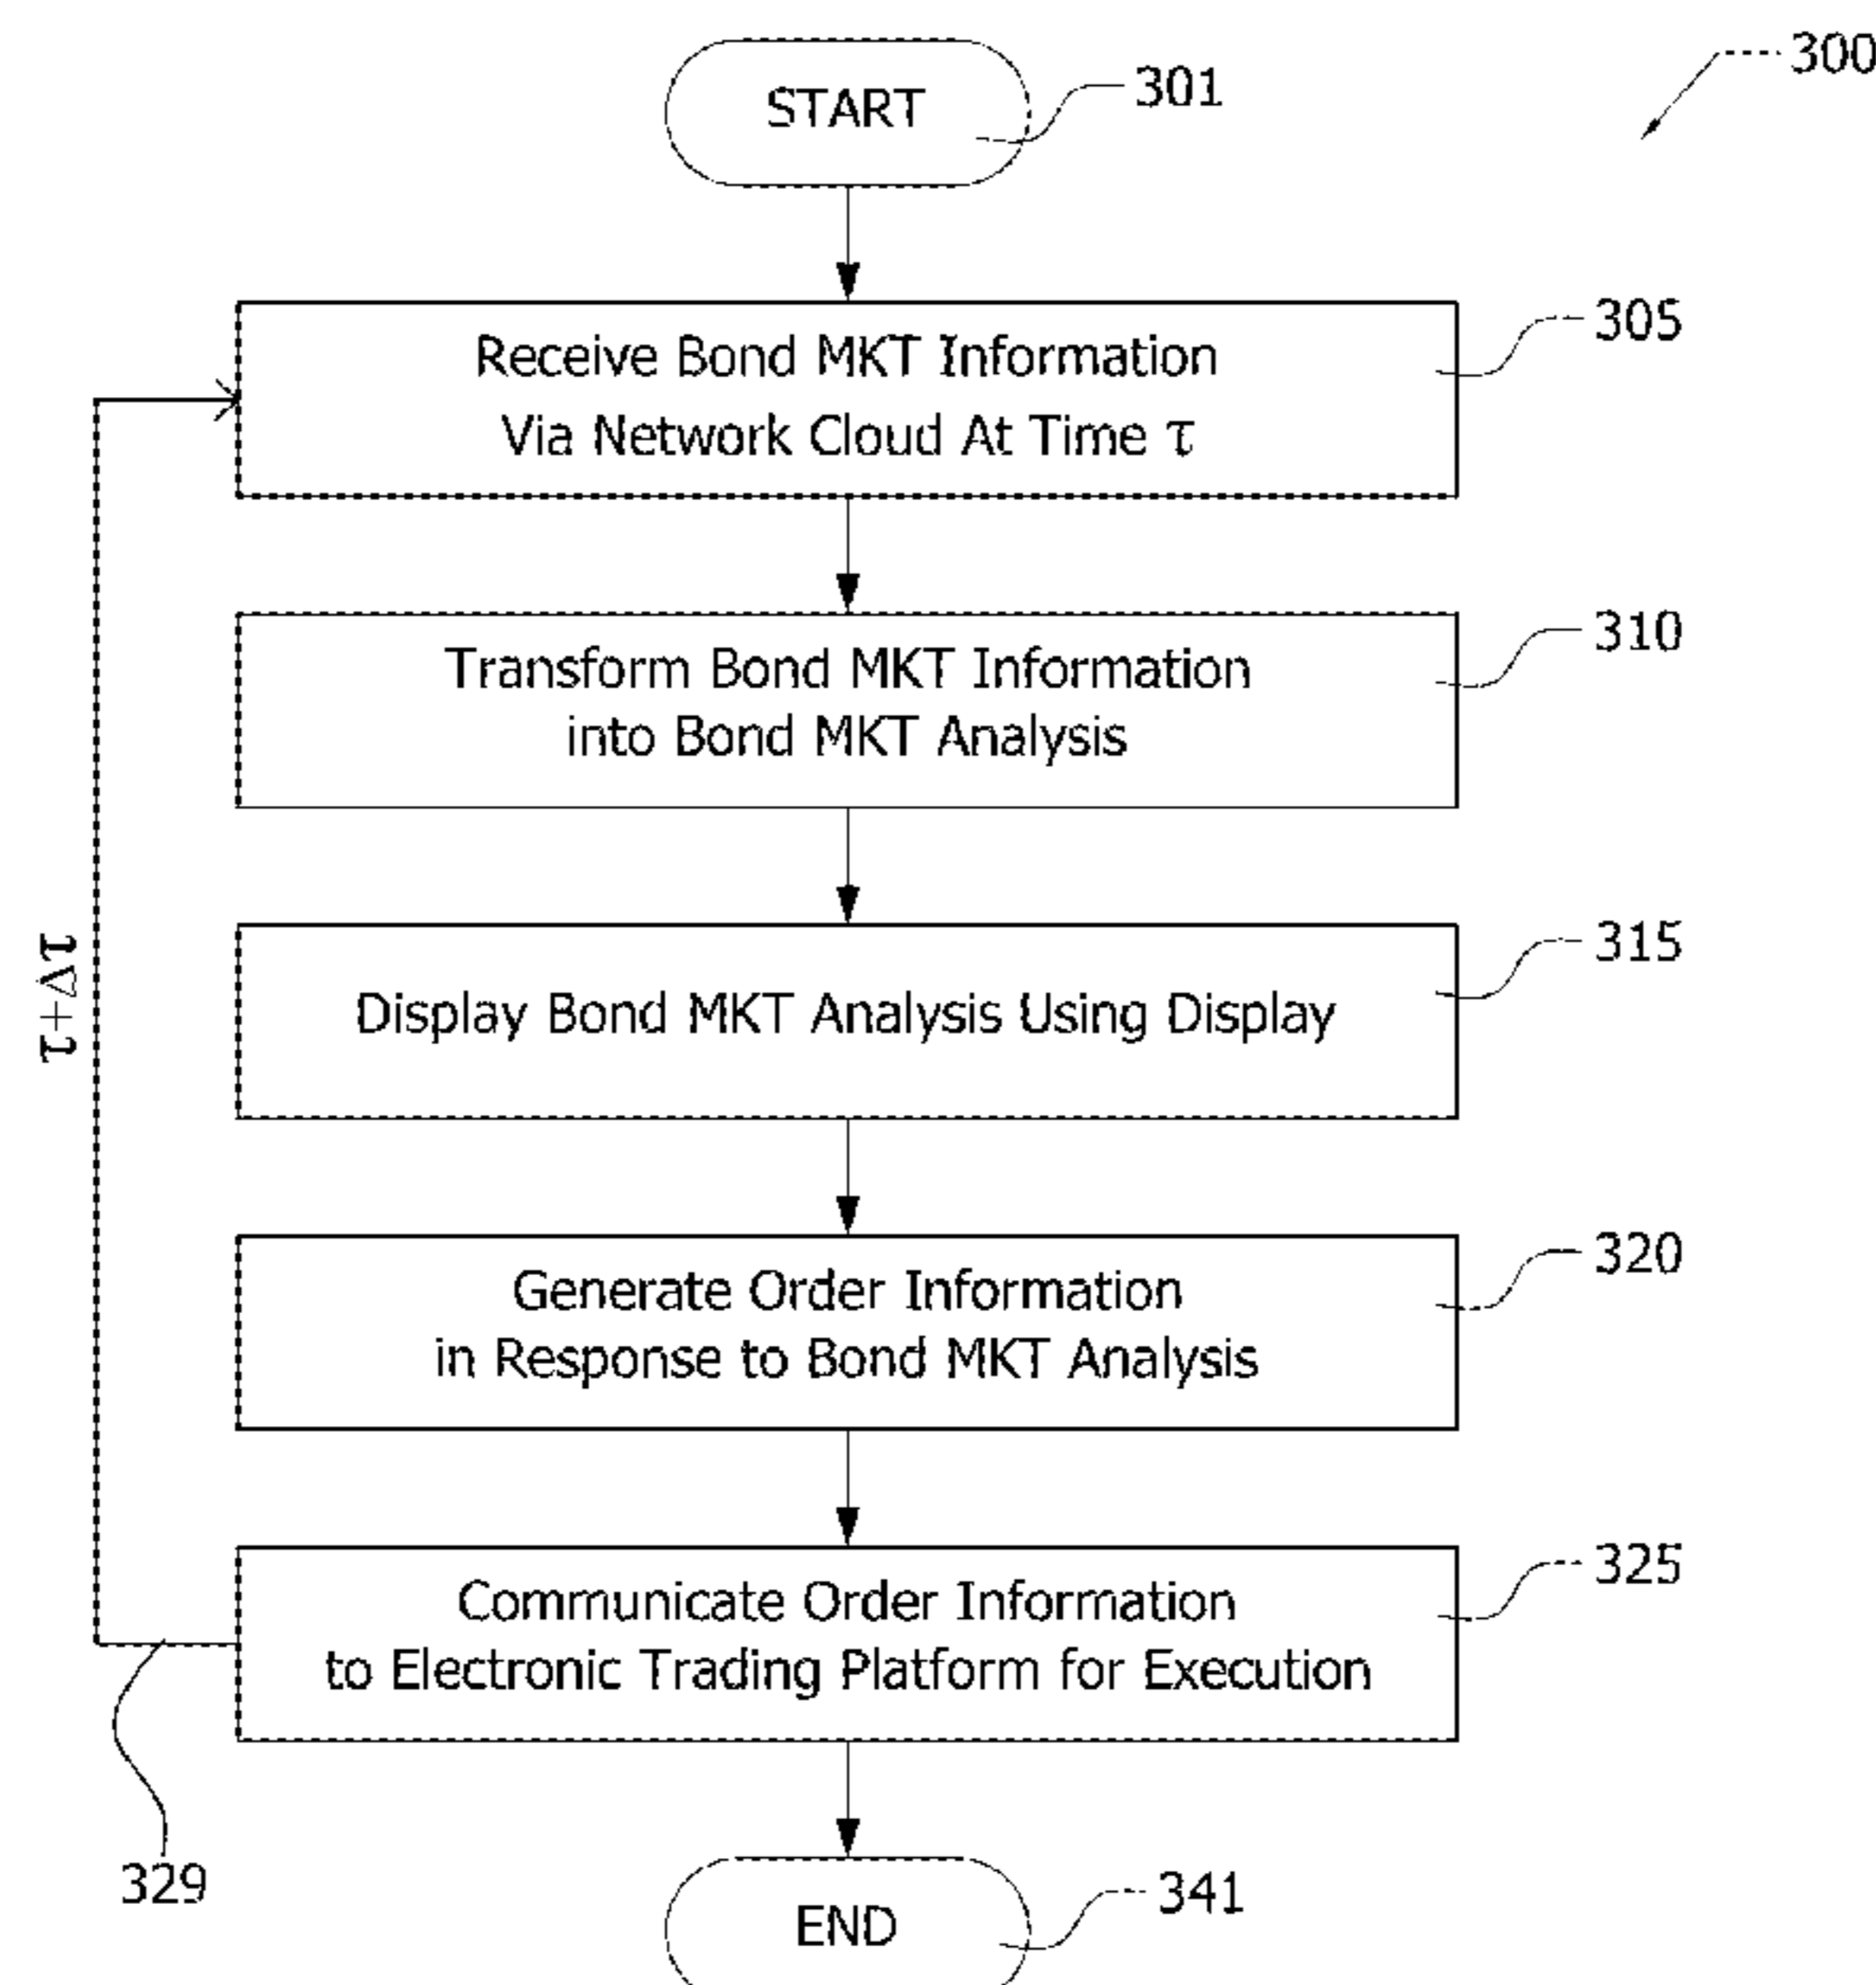 300
START
301
Receive Bond MKT Information
Via Network Cloud At Time τ
305
Transform Bond MKT Information
into Bond MKT Analysis
310
Display Bond MKT Analysis Using Display
315
τ+Δτ
Generate Order Information
in Response to Bond MKT Analysis
320
Communicate Order Information
to Electronic Trading Platform for Execution
325
329
END
341